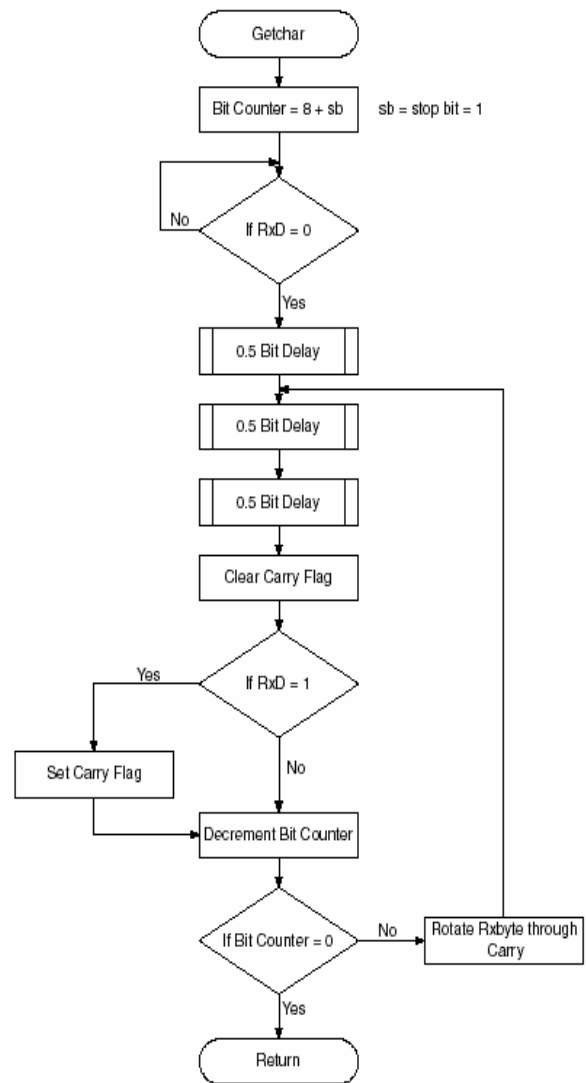 Getchar
Bit Counter = 8 + sb
sb = stop bit = 1
If RxD = 0
No
Yes
0.5 Bit Delay
0.5 Bit Delay
0.5 Bit Delay
Clear Carry Flag
If RxD = 1
Yes
No
Set Carry Flag
Decrement Bit Counter
If Bit Counter = 0
No
Rotate Rxbyte through
Carry
Yes
Return